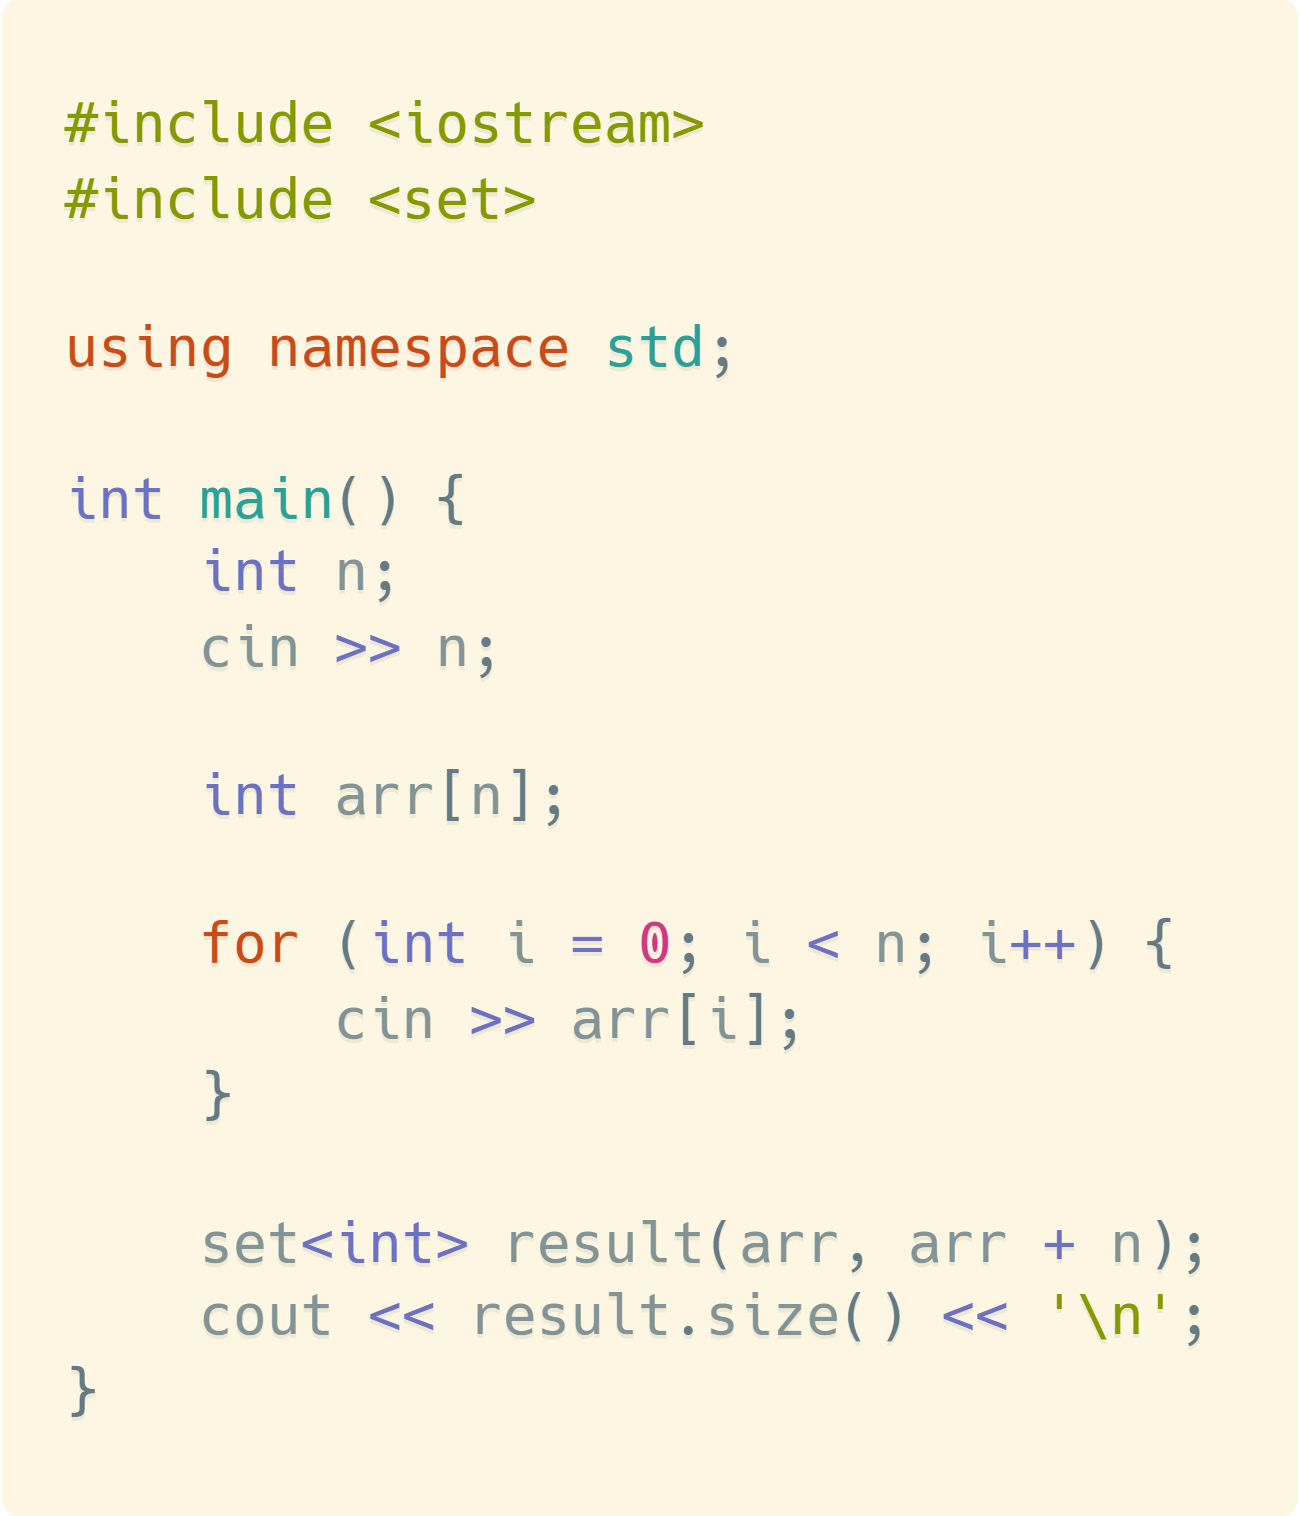 #include <iostream>
#include <set>
using namespace std;
int main() {
    int n;
    cin >> n;
    int arr[n];
    for (int i = 0; i < n; i++) {
        cin >> arr[i];
    }
    set<int> result(arr, arr + n);
    cout << result.size() << '\n';
}